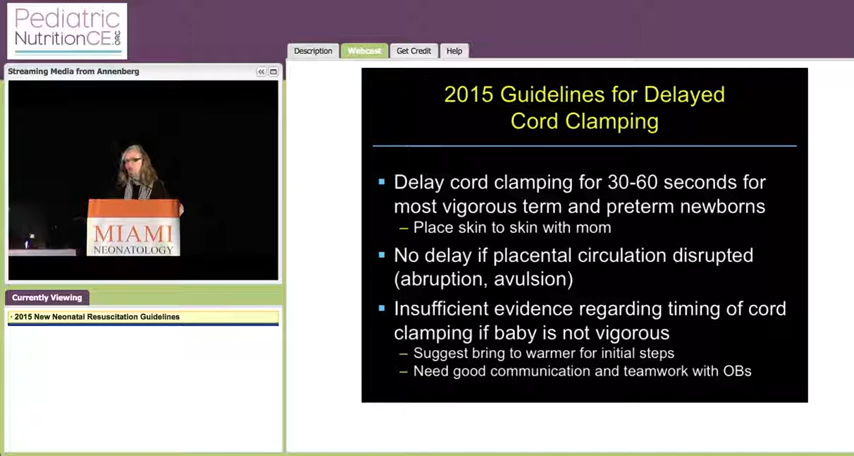 Pediatric
NutritionCE.ORG
Description Webcast Get Credit Help
Streaming Media from Annenberg
MIAMI
NEONATOLOGY
Currently Viewing
· 2015 New Neonatal Resuscitation Guidelines
2015 Guidelines for Delayed
Cord Clamping
▪ Delay cord clamping for 30-60 seconds for
most vigorous term and preterm newborns
– Place skin to skin with mom
▪ No delay if placental circulation disrupted
(abruption, avulsion)
▪ Insufficient evidence regarding timing of cord
clamping if baby is not vigorous
– Suggest bring to warmer for initial steps
– Need good communication and teamwork with OBs